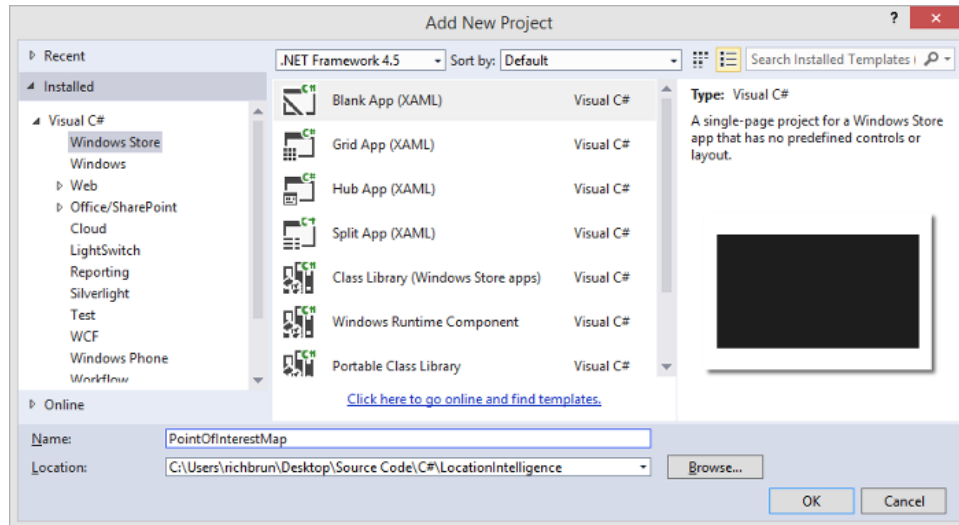 Add New Project
? ×
Recent
.NET Framework 4.5
Sort by: Default
Search Installed Templates (
Installed
Visual C#
Windows Store
Windows
Web
Office/SharePoint
Cloud
LightSwitch
Reporting
Silverlight
Test
WCF
Windows Phone
Workflow
Online
Blank App (XAML) Visual C#
Grid App (XAML) Visual C#
Hub App (XAML) Visual C#
Split App (XAML) Visual C#
Class Library (Windows Store apps) Visual C#
Windows Runtime Component Visual C#
Portable Class Library Visual C#
Click here to go online and find templates.
Type: Visual C#
A single-page project for a Windows Store
app that has no predefined controls or
layout.
Name: PointOfInterestMap
Location: C:\Users\richbrun\Desktop\Source Code\C#\LocationIntelligence
Browse...
OK Cancel